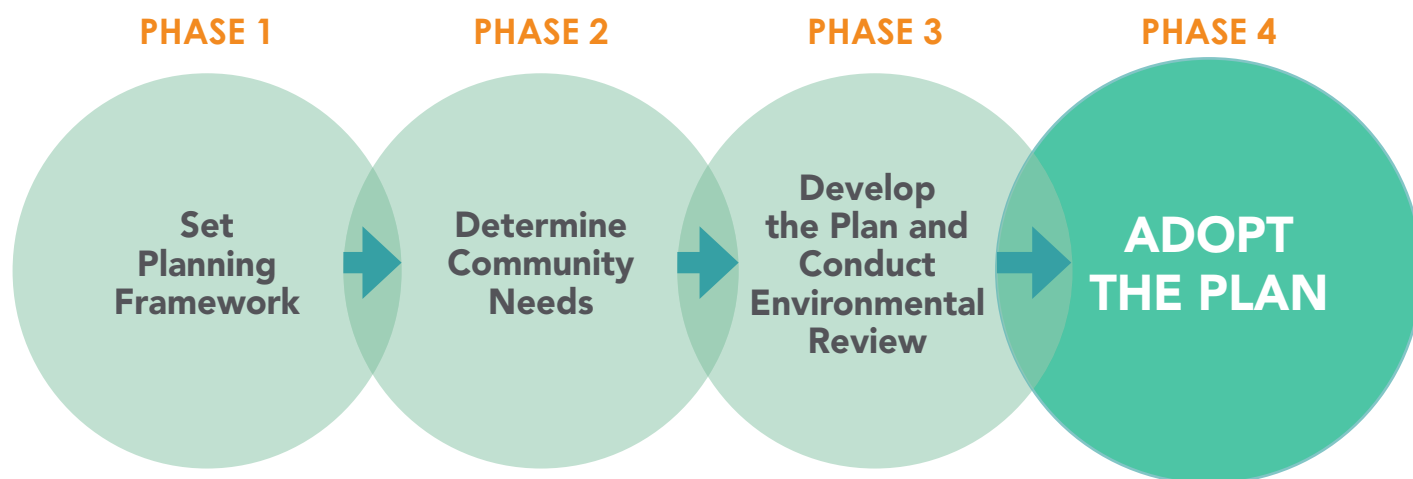 PHASE 1
PHASE 2
PHASE 3
PHASE 4
Set
Planning
Framework
Determine
Community
Needs
Develop
the Plan and
Conduct
Environmental
Review
ADOPT
THE PLAN